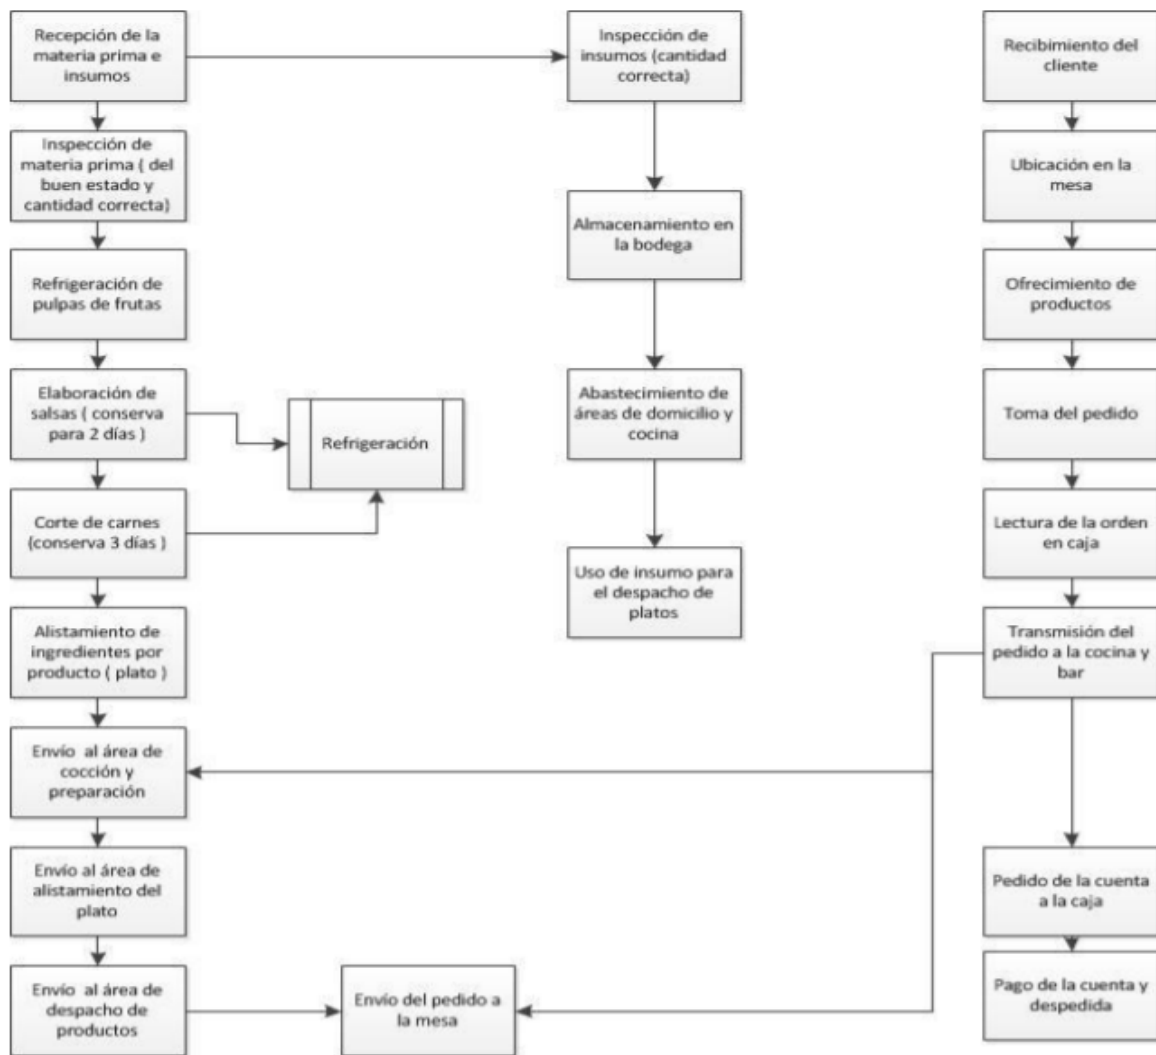 Recepción de la
materia prima e
insumos
Inspección de
materia prima ( del
buen estado y
cantidad correcta)
Refrigeración de
pulpas de frutas
Elaboración de
salsas ( conserva
para 2 días )
Refrigeración
Corte de carnes
(conserva 3 días )
Alistamiento de
ingredientes por
producto ( plato )
Envío al área de
cocción y
preparación
Envío al área de
alistamiento del
plato
Envío al área de
despacho de
productos
Envío del pedido a
la mesa
Inspección de
insumos (cantidad
correcta)
Almacenamiento en
la bodega
Abastecimiento de
áreas de domicilio y
cocina
Uso de insumo para
el despacho de
platos
Recibimiento del
cliente
Ubicación en la
mesa
Ofrecimiento de
productos
Toma del pedido
Lectura de la orden
en caja
Transmisión del
pedido a la cocina y
bar
Pedido de la cuenta
a la caja
Pago de la cuenta y
despedida